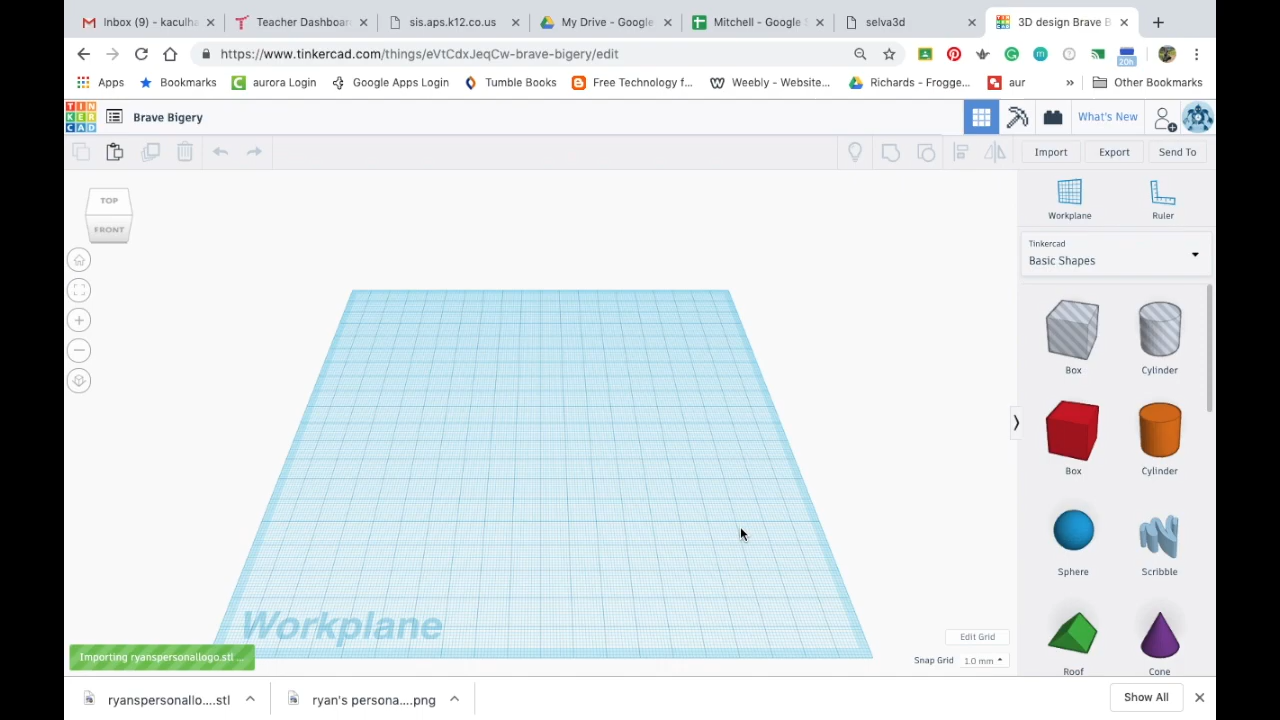 Inbox (9) - kaculha
Teacher Dashboar
sis.aps.k12.co.us
My Drive - Google
Mitchell - Google S
selva3d
3D design Brave B
https://www.tinkercad.com/things/eVtCdxJeqCw-brave-bigery/edit
20h
Apps
Bookmarks
aurora Login
Google Apps Login
Tumble Books
Free Technology f...
Weebly - Website...
Richards - Frogge...
aur
»
Other Bookmarks
TIN
KER
CAD
Brave Bigery
What's New
Import
Export
Send To
TOP
FRONT
Workplane
Ruler
Tinkercad
Basic Shapes
Box
Cylinder
Box
Cylinder
Sphere
Scribble
Roof
Cone
Workplane
Edit Grid
Snap Grid 1.0 mm
Importing ryanspersonallogo.stl ...
ryanspersonallo....stl
ryan's persona....png
Show All